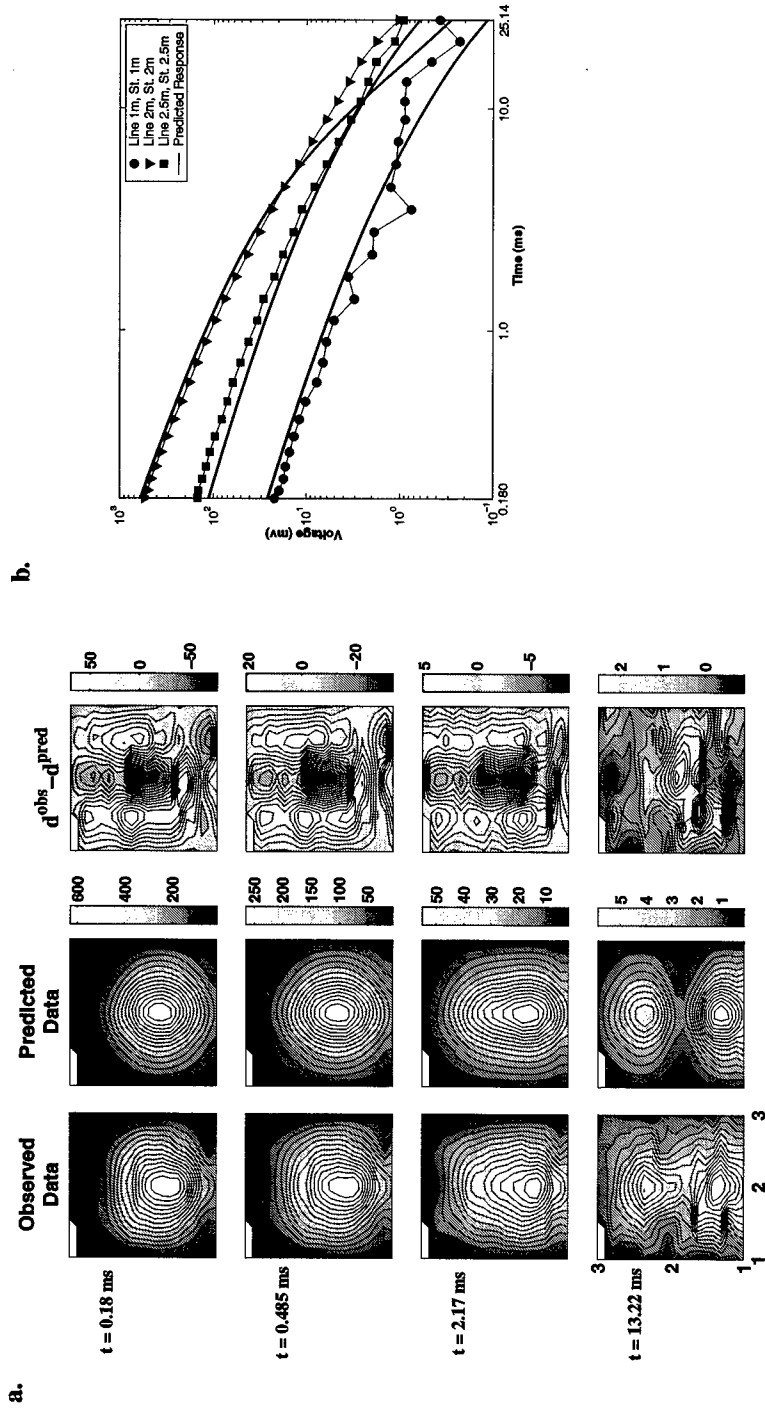 a.
Observed
Data
Predicted
Data
d^obs–d^pred
t = 0.18 ms
600
400
200
50
0
−50
t = 0.485 ms
250
200
150
100
50
20
0
−20
t = 2.17 ms
50
40
30
20
10
5
0
−5
t = 13.22 ms
3
2
1
1
2
3
5
4
3
2
1
2
1
0
b.
Line 1m, St. 1m
Line 2m, St. 2m
Line 2.5m, St. 2.5m
Predicted Response
Voltage (mv)
10^3
10^2
10^1
10^0
10^-1
0.180
1.0
10.0
25.14
Time (ms)